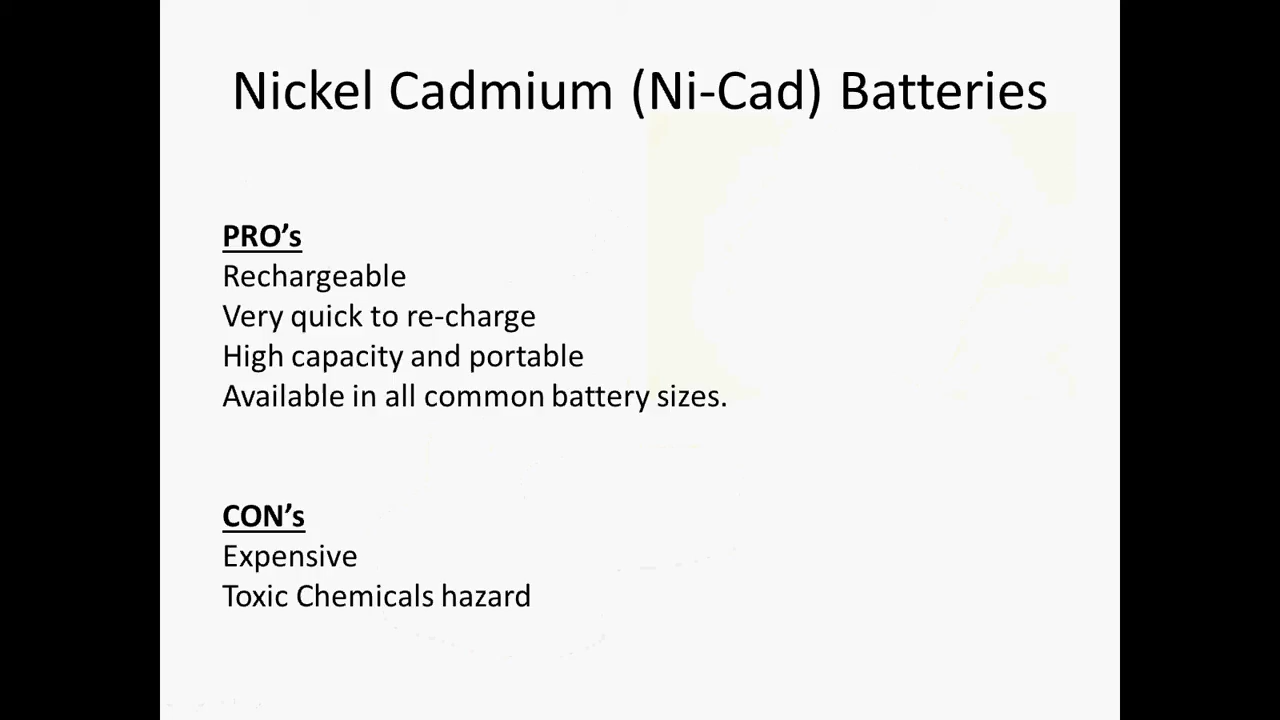 Nickel Cadmium (Ni-Cad) Batteries
PRO’s
Rechargeable
Very quick to re-charge
High capacity and portable
Available in all common battery sizes.
CON’s
Expensive
Toxic Chemicals hazard